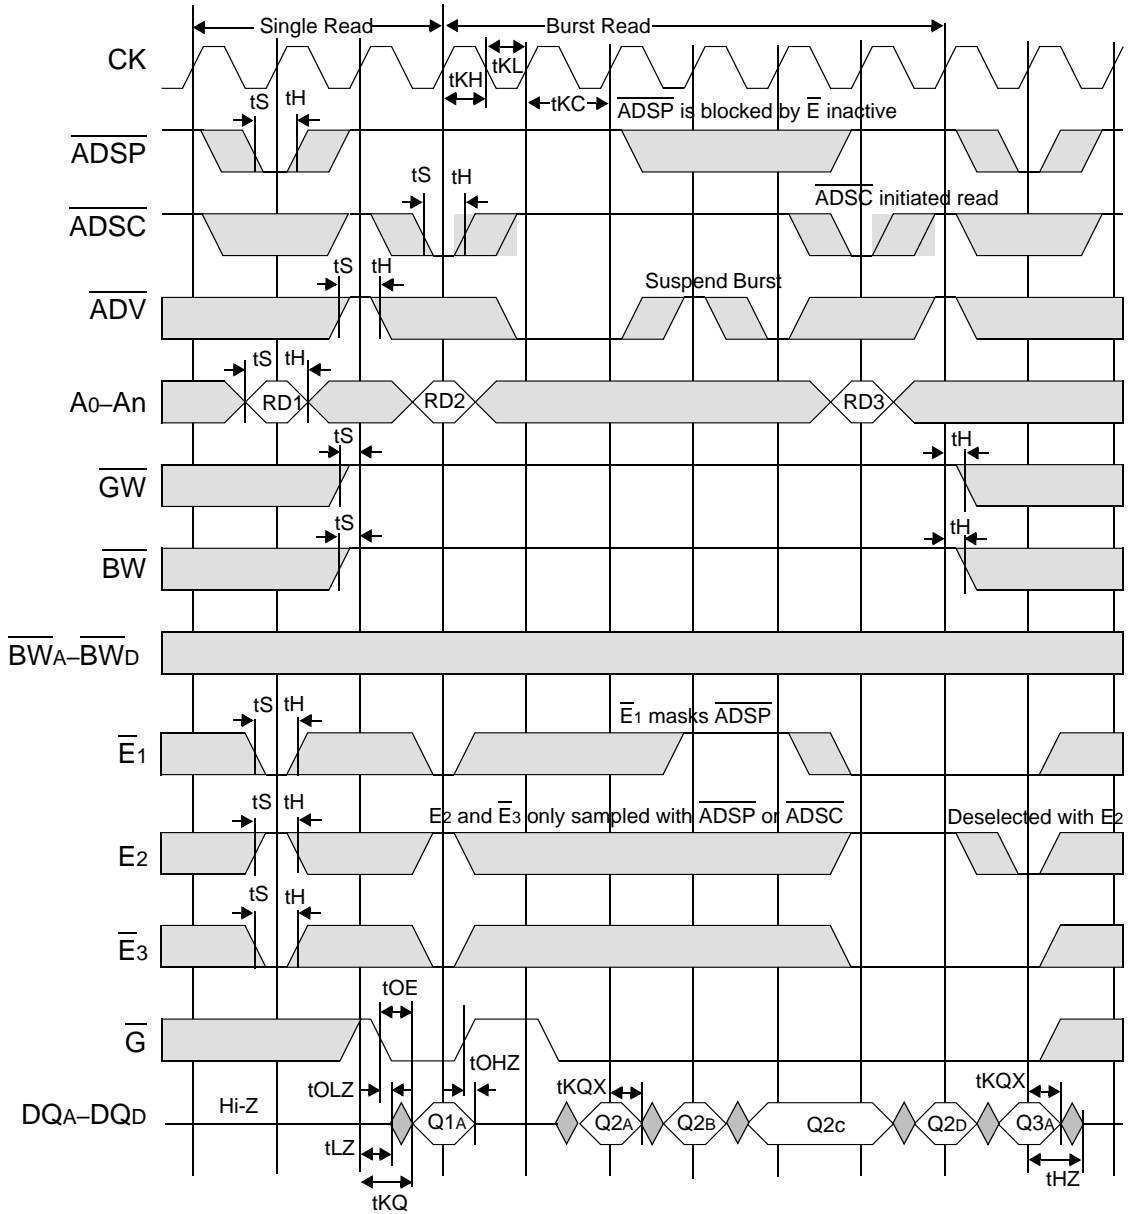 Single Read
Burst Read
CK
tKL
tKH
tKC
tS
tH
ADSP is blocked by E inactive
ADSP
tS
tH
ADSC initiated read
ADSC
tS
tH
Suspend Burst
ADV
tS
tH
A0–An
RD1
RD2
RD3
tS
tH
GW
tS
tH
BW
BWA–BWD
tS
tH
E1 masks ADSP
E1
tS
tH
E2 and E3 only sampled with ADSP or ADSC
Deselected with E2
E2
tS
tH
E3
tOE
G
tOHZ
tOLZ
tKQX
tKQX
Hi-Z
DQA–DQD
Q1A
Q2A
Q2B
Q2c
Q2D
Q3A
tLZ
tHZ
tKQ